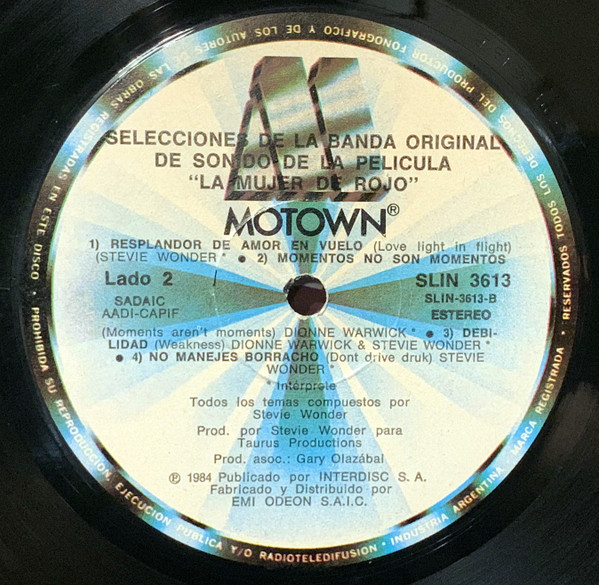 SELECCIONES DE LA BANDA ORIGINAL
DE SONIDO DE LA PELICULA
"LA MUJER DE ROJO"
MOTOWN®
1) RESPLANDOR DE AMOR EN VUELO (Love light in flight)
(STEVIE WONDER * ● 2) MOMENTOS NO SON MOMENTOS
Lado 2
SLIN 3613
SADAIC
AADI-CAPIF
SLIN-3613-B
ESTEREO
(Moments aren't moments) DIONNE WARWICK * ● 3) DEBI-
LIDAD (Weakness) DIONNE WARWICK & STEVIE WONDER *
● 4) NO MANEJES BORRACHO (Dont drive druk) STEVIE
WONDER *
* Intérprete
Todos los temas compuestos por
Stevie Wonder
Prod. por Stevie Wonder para
Taurus Productions
Prod. asoc.: Gary Olazábal
℗ 1984 Publicado por INTERDISC S. A.
Fabricado y Distribuido por
EMI ODEON S.A.I.C.
RESERVADOS TODOS LOS DERECHOS DEL PRODUCTOR FONOGRAFICO Y DE LOS AUTORES DE LAS OBRAS REGISTRADAS EN ESTE DISCO · PROHIBIDA SU REPRODUCCION, EJECUCION PUBLICA Y/O RADIOTELEDIFUSION · INDUSTRIA ARGENTINA · MARCA REGISTRADA ·